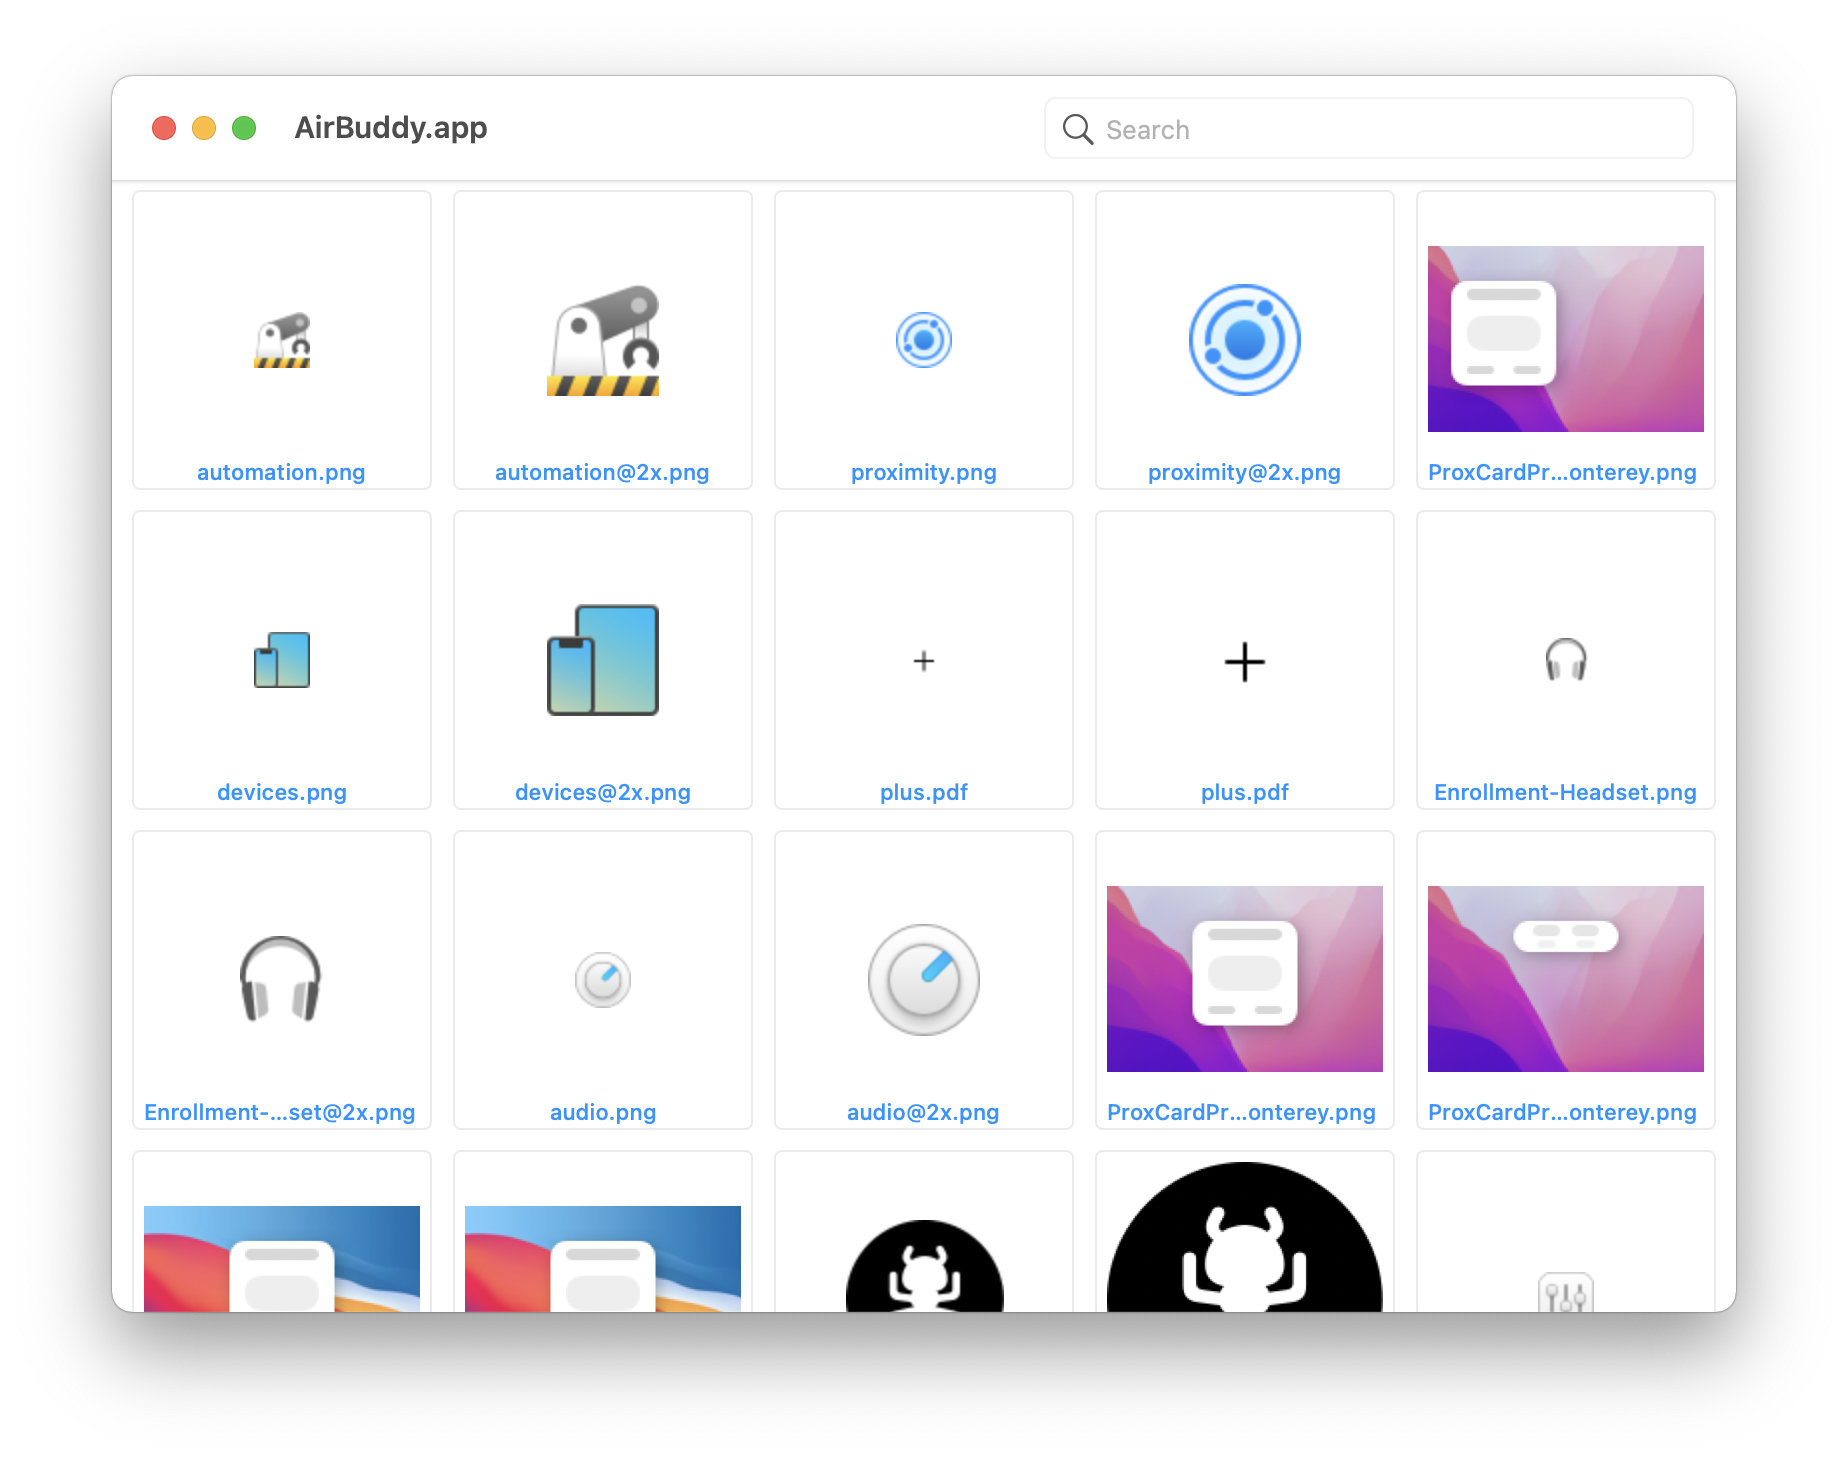 AirBuddy.app
Search
automation.png
automation@2x.png
proximity.png
proximity@2x.png
ProxCardPr...onterey.png
devices.png
devices@2x.png
plus.pdf
plus.pdf
Enrollment-Headset.png
Enrollment-...set@2x.png
audio.png
audio@2x.png
ProxCardPr...onterey.png
ProxCardPr...onterey.png